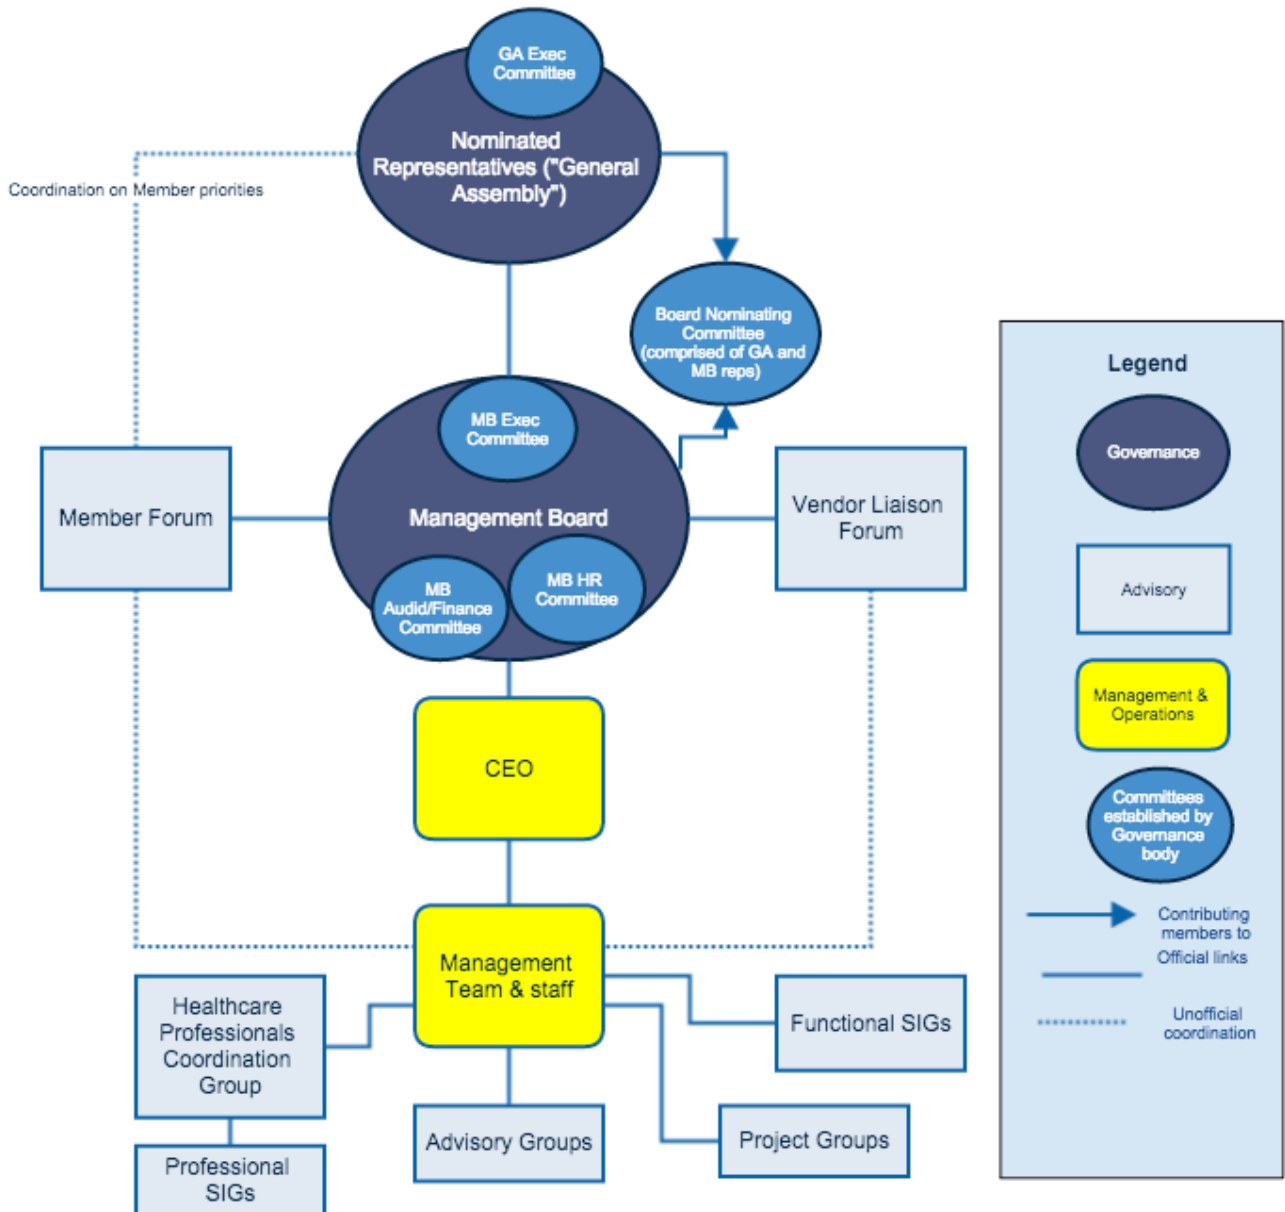 GA Exec
Committee
Nominated
Representatives ("General
Assembly")
Coordination on Member priorities
Board Nominating
Committee
(comprised of GA and
MB reps)
MB Exec
Committee
Member Forum
Management Board
Vendor Liaison
Forum
MB
Audid/Finance
Committee
MB HR
Committee
CEO
Management
Team & staff
Healthcare
Professionals
Coordination
Group
Functional SIGs
Advisory Groups
Project Groups
Professional
SIGs
Legend
Governance
Advisory
Management &
Operations
Committees
established by
Governance
body
Contributing
members to
Official links
Unofficial
coordination